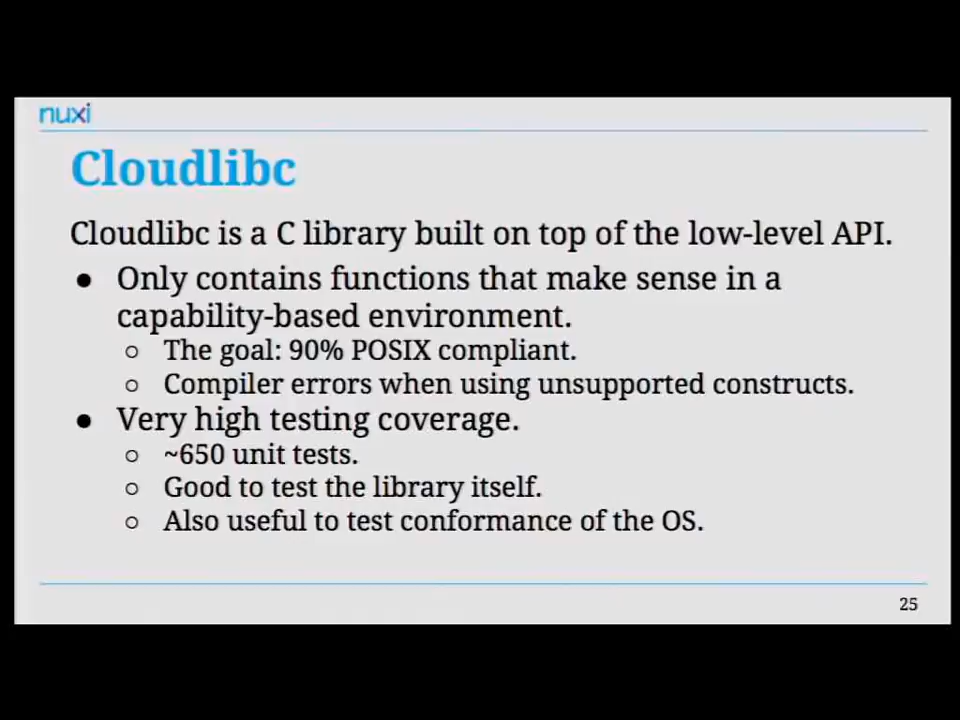 nuxi
Cloudlibc
Cloudlibc is a C library built on top of the low-level API.
● Only contains functions that make sense in a
capability-based environment.
○ The goal: 90% POSIX compliant.
○ Compiler errors when using unsupported constructs.
● Very high testing coverage.
○ ~650 unit tests.
○ Good to test the library itself.
○ Also useful to test conformance of the OS.
25